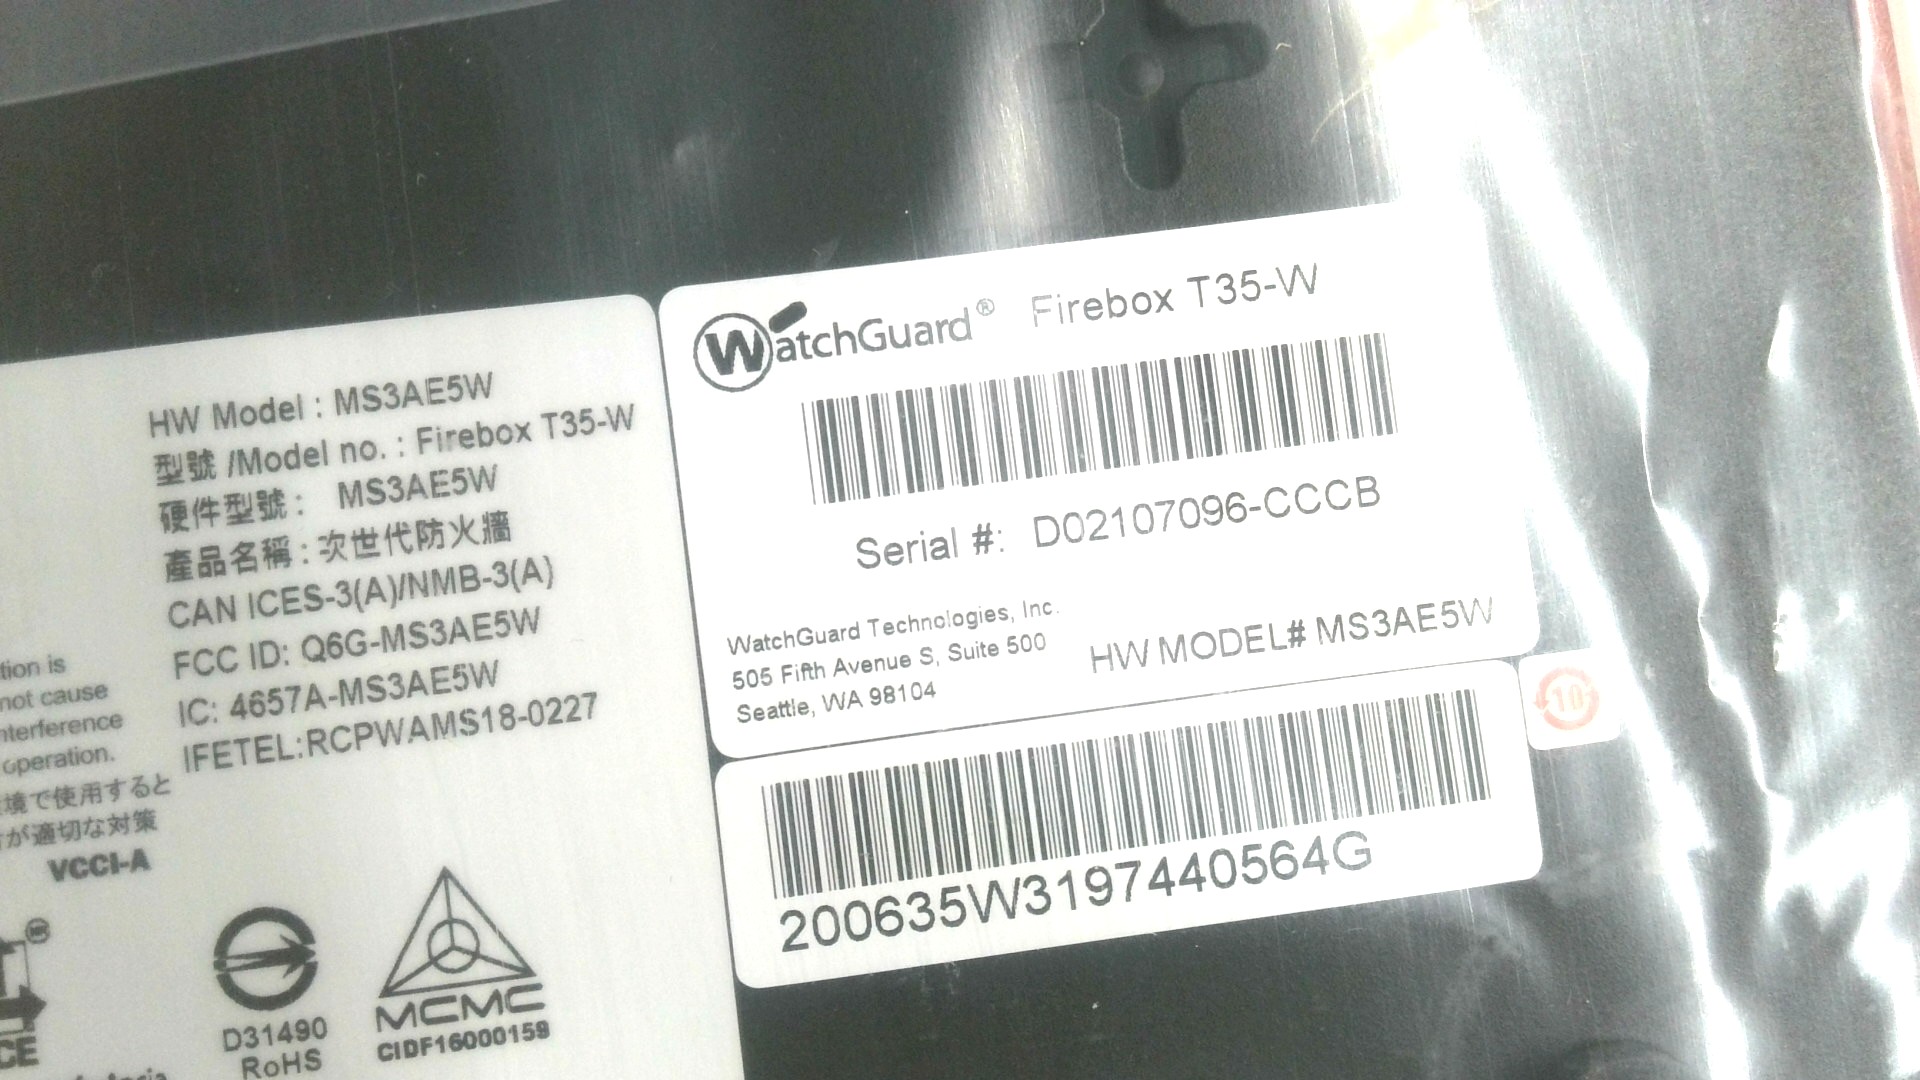 HW Model : MS3AE5W
型號 /Model no. : Firebox T35-W
硬件型號 : MS3AE5W
產品名稱 : 次世代防火牆
CAN ICES-3(A)/NMB-3(A)
FCC ID: Q6G-MS3AE5W
IC: 4657A-MS3AE5W
IFETEL:RCPWAMS18-0227
tion is
not cause
nterference
operation.
境で使用すると
が適切な対策
VCCI-A
D31490
RoHS
MCMC
CIDF16000159
WatchGuard® Firebox T35-W
Serial #: D02107096-CCCB
WatchGuard Technologies, Inc.
505 Fifth Avenue S, Suite 500
Seattle, WA 98104
HW MODEL# MS3AE5W
200635W3197440564G
10